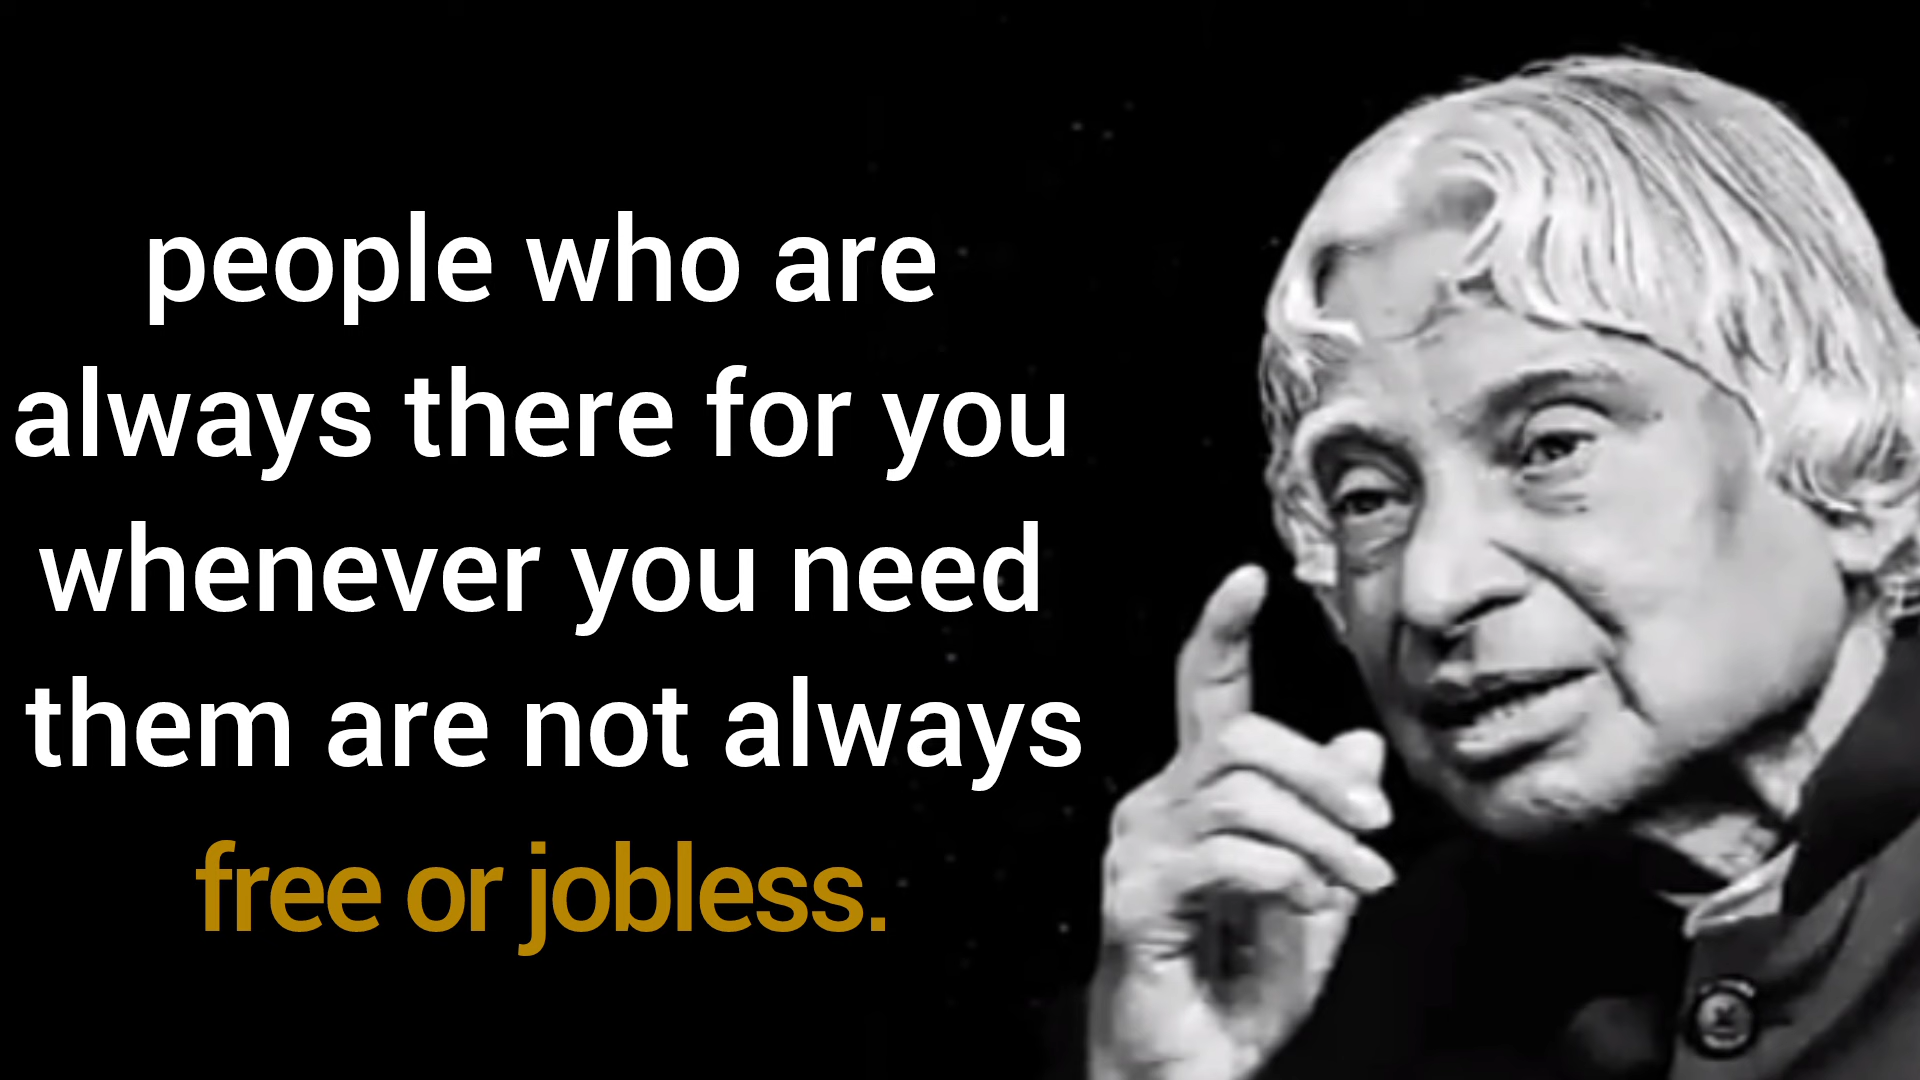 people who are
always there for you
whenever you need
them are not always
free or jobless.